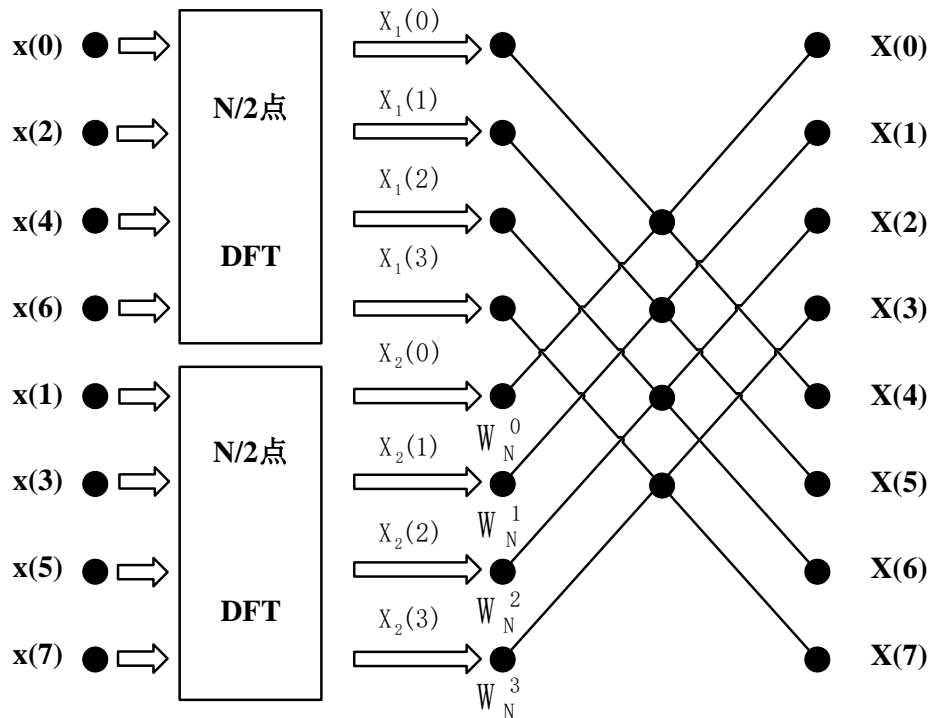 x(0) X₁(0) X(0)
x(2) N/2点 X₁(1) X(1)
x(4) X₁(2) X(2)
DFT
x(6) X₁(3) X(3)
x(1) X₂(0) X(4)
W_N^0
x(3) N/2点 X₂(1) X(5)
W_N^1
x(5) X₂(2) X(6)
DFT W_N^2
x(7) X₂(3) X(7)
W_N^3